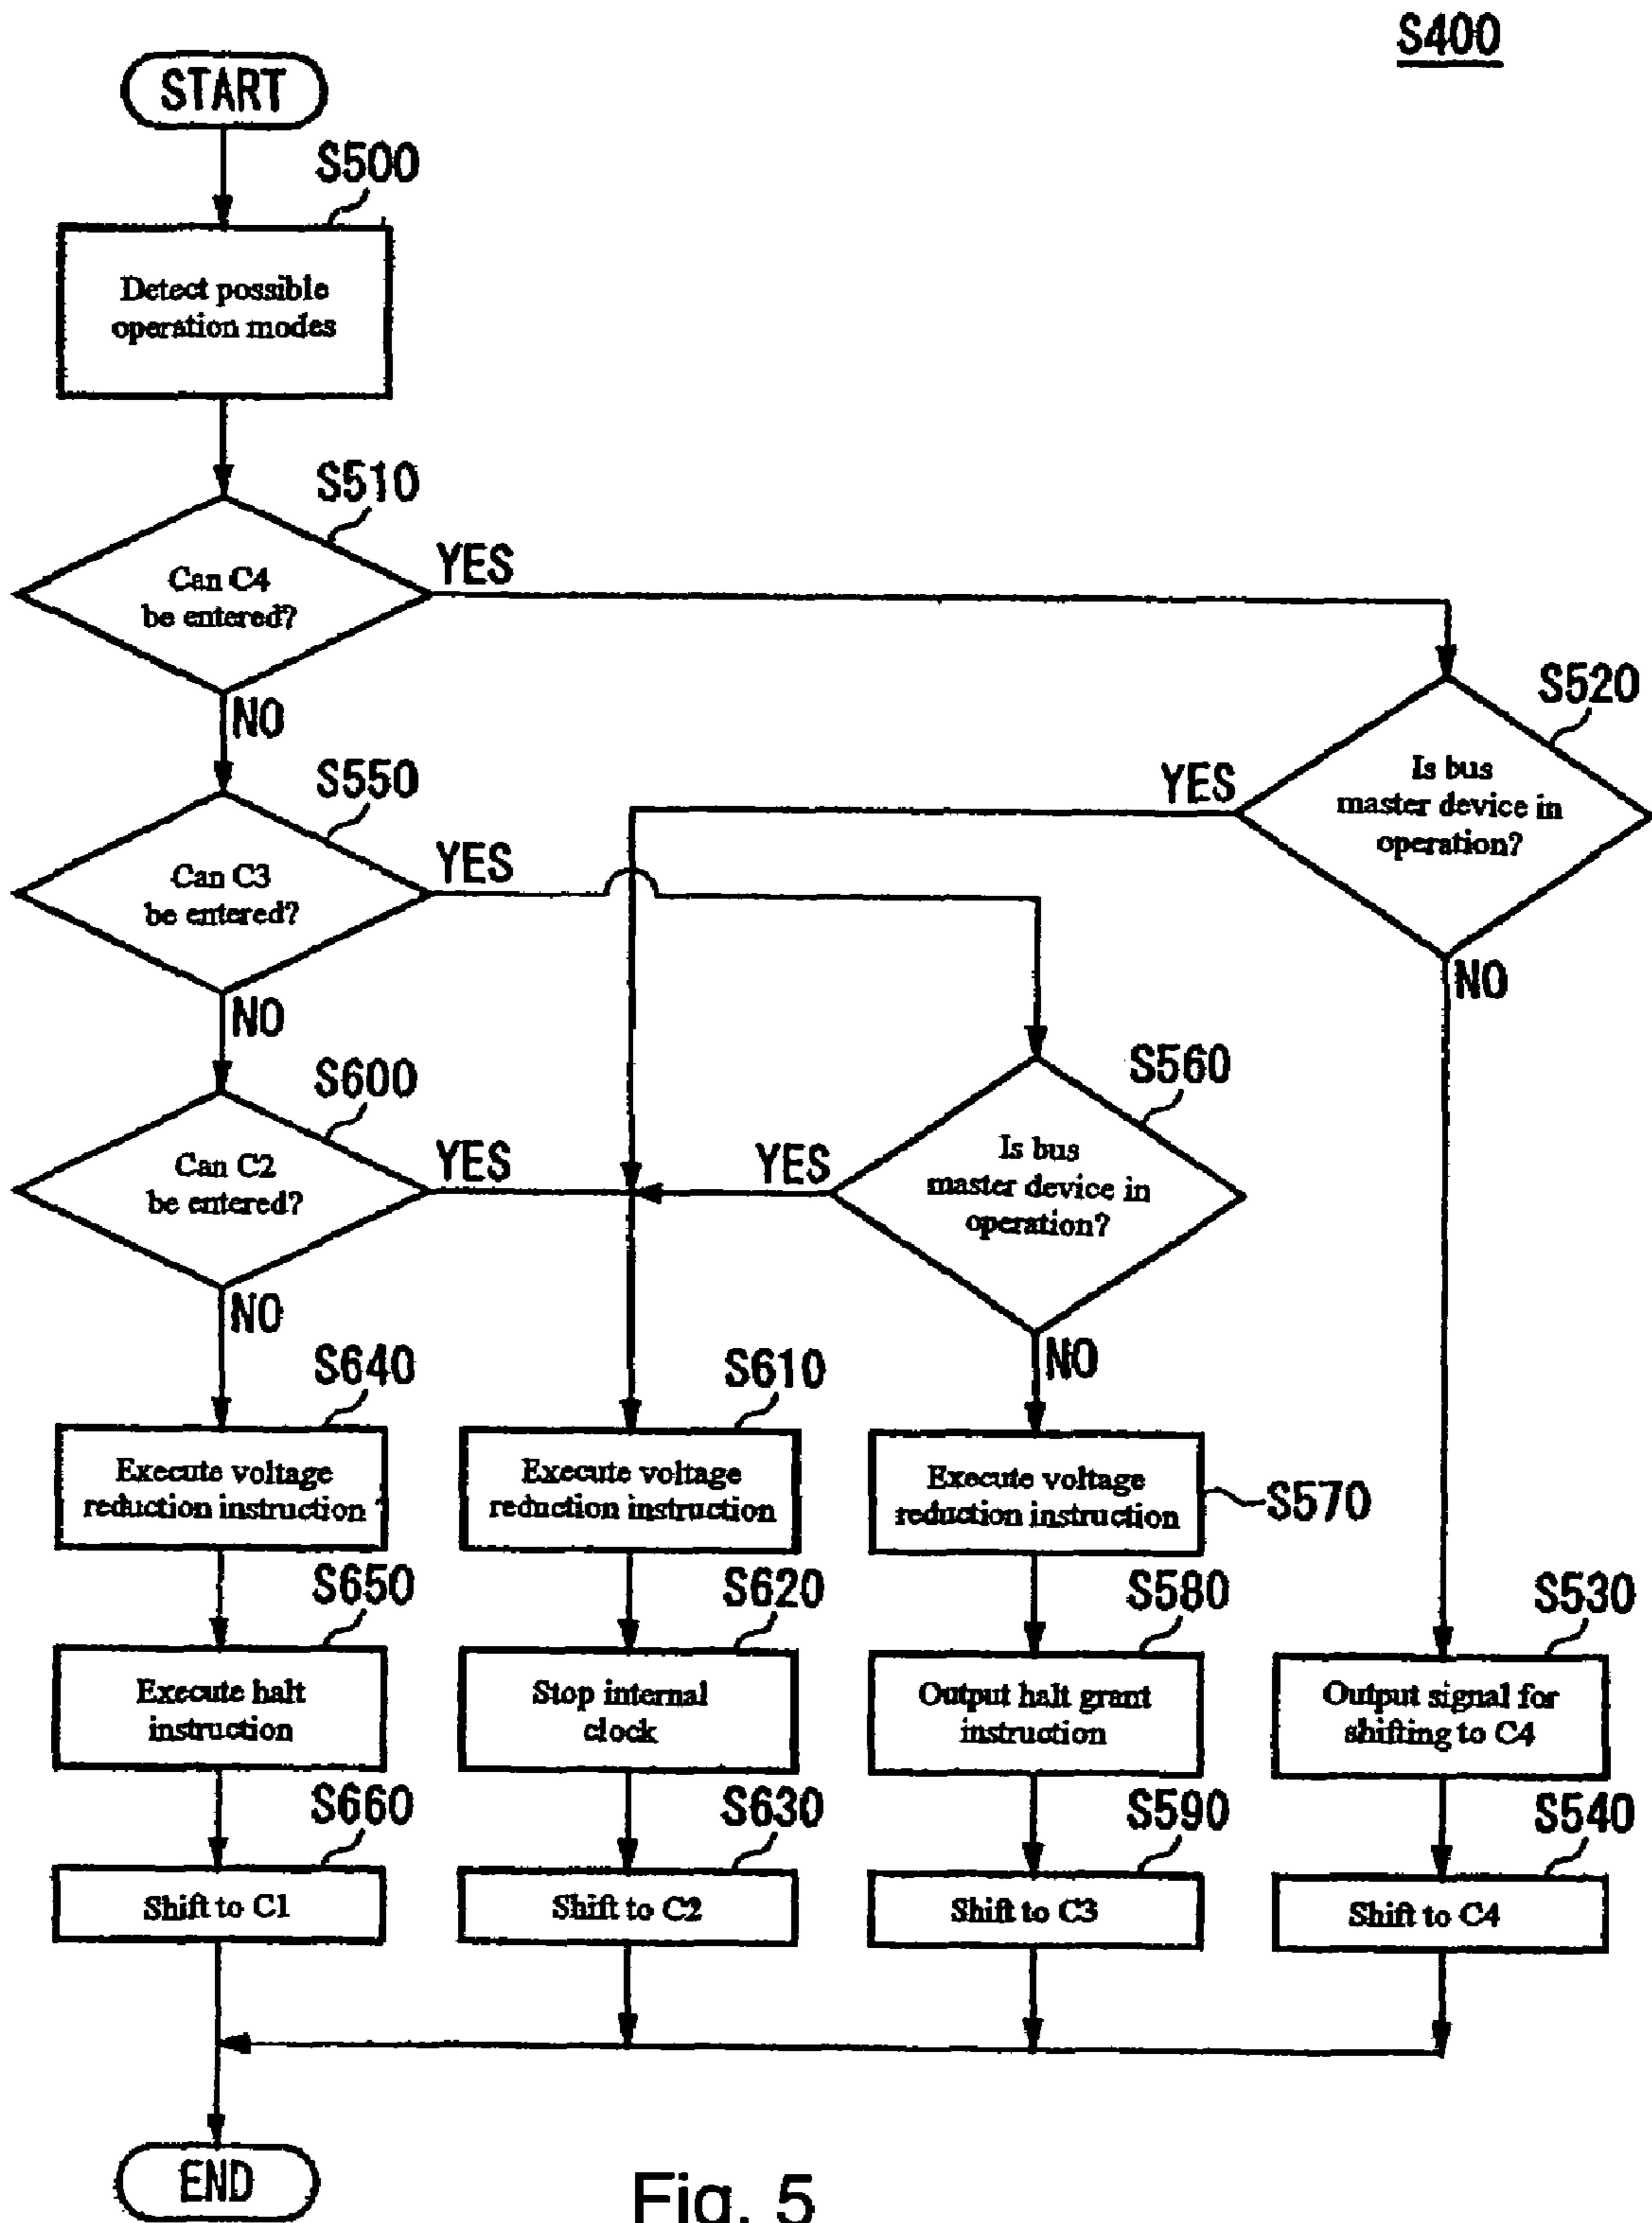 S400
START
S500
Detect possible
operation modes
S510
Can C4
be entered?
YES
NO
S520
Is bus
master device in
operation?
YES
NO
S550
Can C3
be entered?
YES
NO
S560
Is bus
master device in
operation?
YES
NO
S600
Can C2
be entered?
YES
NO
S640
Execute voltage
reduction instruction
S610
Execute voltage
reduction instruction
Execute voltage
reduction instruction
S570
S650
Execute halt
instruction
S620
Stop internal
clock
S580
Output halt grant
instruction
S530
Output signal for
shifting to C4
S660
Shift to C1
S630
Shift to C2
S590
Shift to C3
S540
Shift to C4
END
Fig. 5